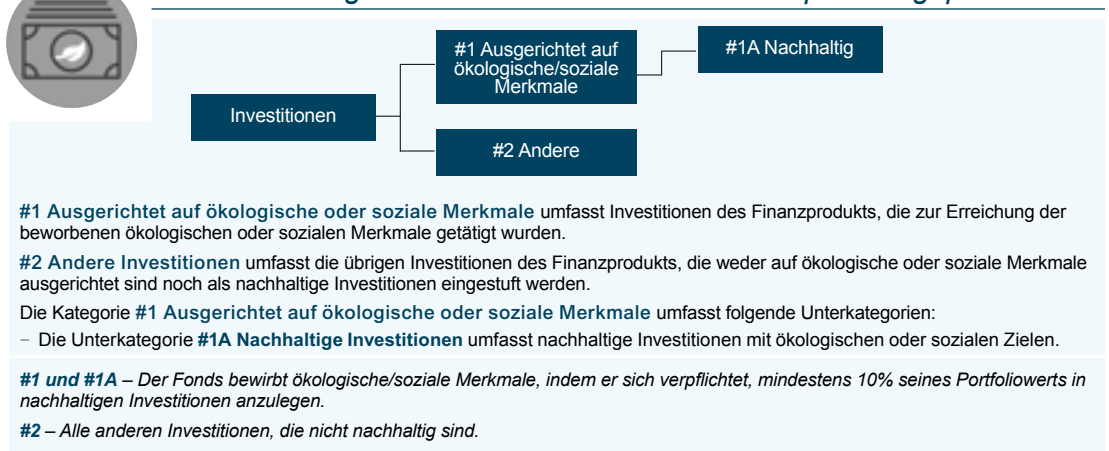 #1 Ausgerichtet auf
ökologische/soziale
Merkmale
#1A Nachhaltig
Investitionen
#2 Andere
#1 Ausgerichtet auf ökologische oder soziale Merkmale umfasst Investitionen des Finanzprodukts, die zur Erreichung der
beworbenen ökologischen oder sozialen Merkmale getätigt wurden.
#2 Andere Investitionen umfasst die übrigen Investitionen des Finanzprodukts, die weder auf ökologische oder soziale Merkmale
ausgerichtet sind noch als nachhaltige Investitionen eingestuft werden.
Die Kategorie #1 Ausgerichtet auf ökologische oder soziale Merkmale umfasst folgende Unterkategorien:
– Die Unterkategorie #1A Nachhaltige Investitionen umfasst nachhaltige Investitionen mit ökologischen oder sozialen Zielen.
#1 und #1A – Der Fonds bewirbt ökologische/soziale Merkmale, indem er sich verpflichtet, mindestens 10% seines Portfoliowerts in
nachhaltigen Investitionen anzulegen.
#2 – Alle anderen Investitionen, die nicht nachhaltig sind.